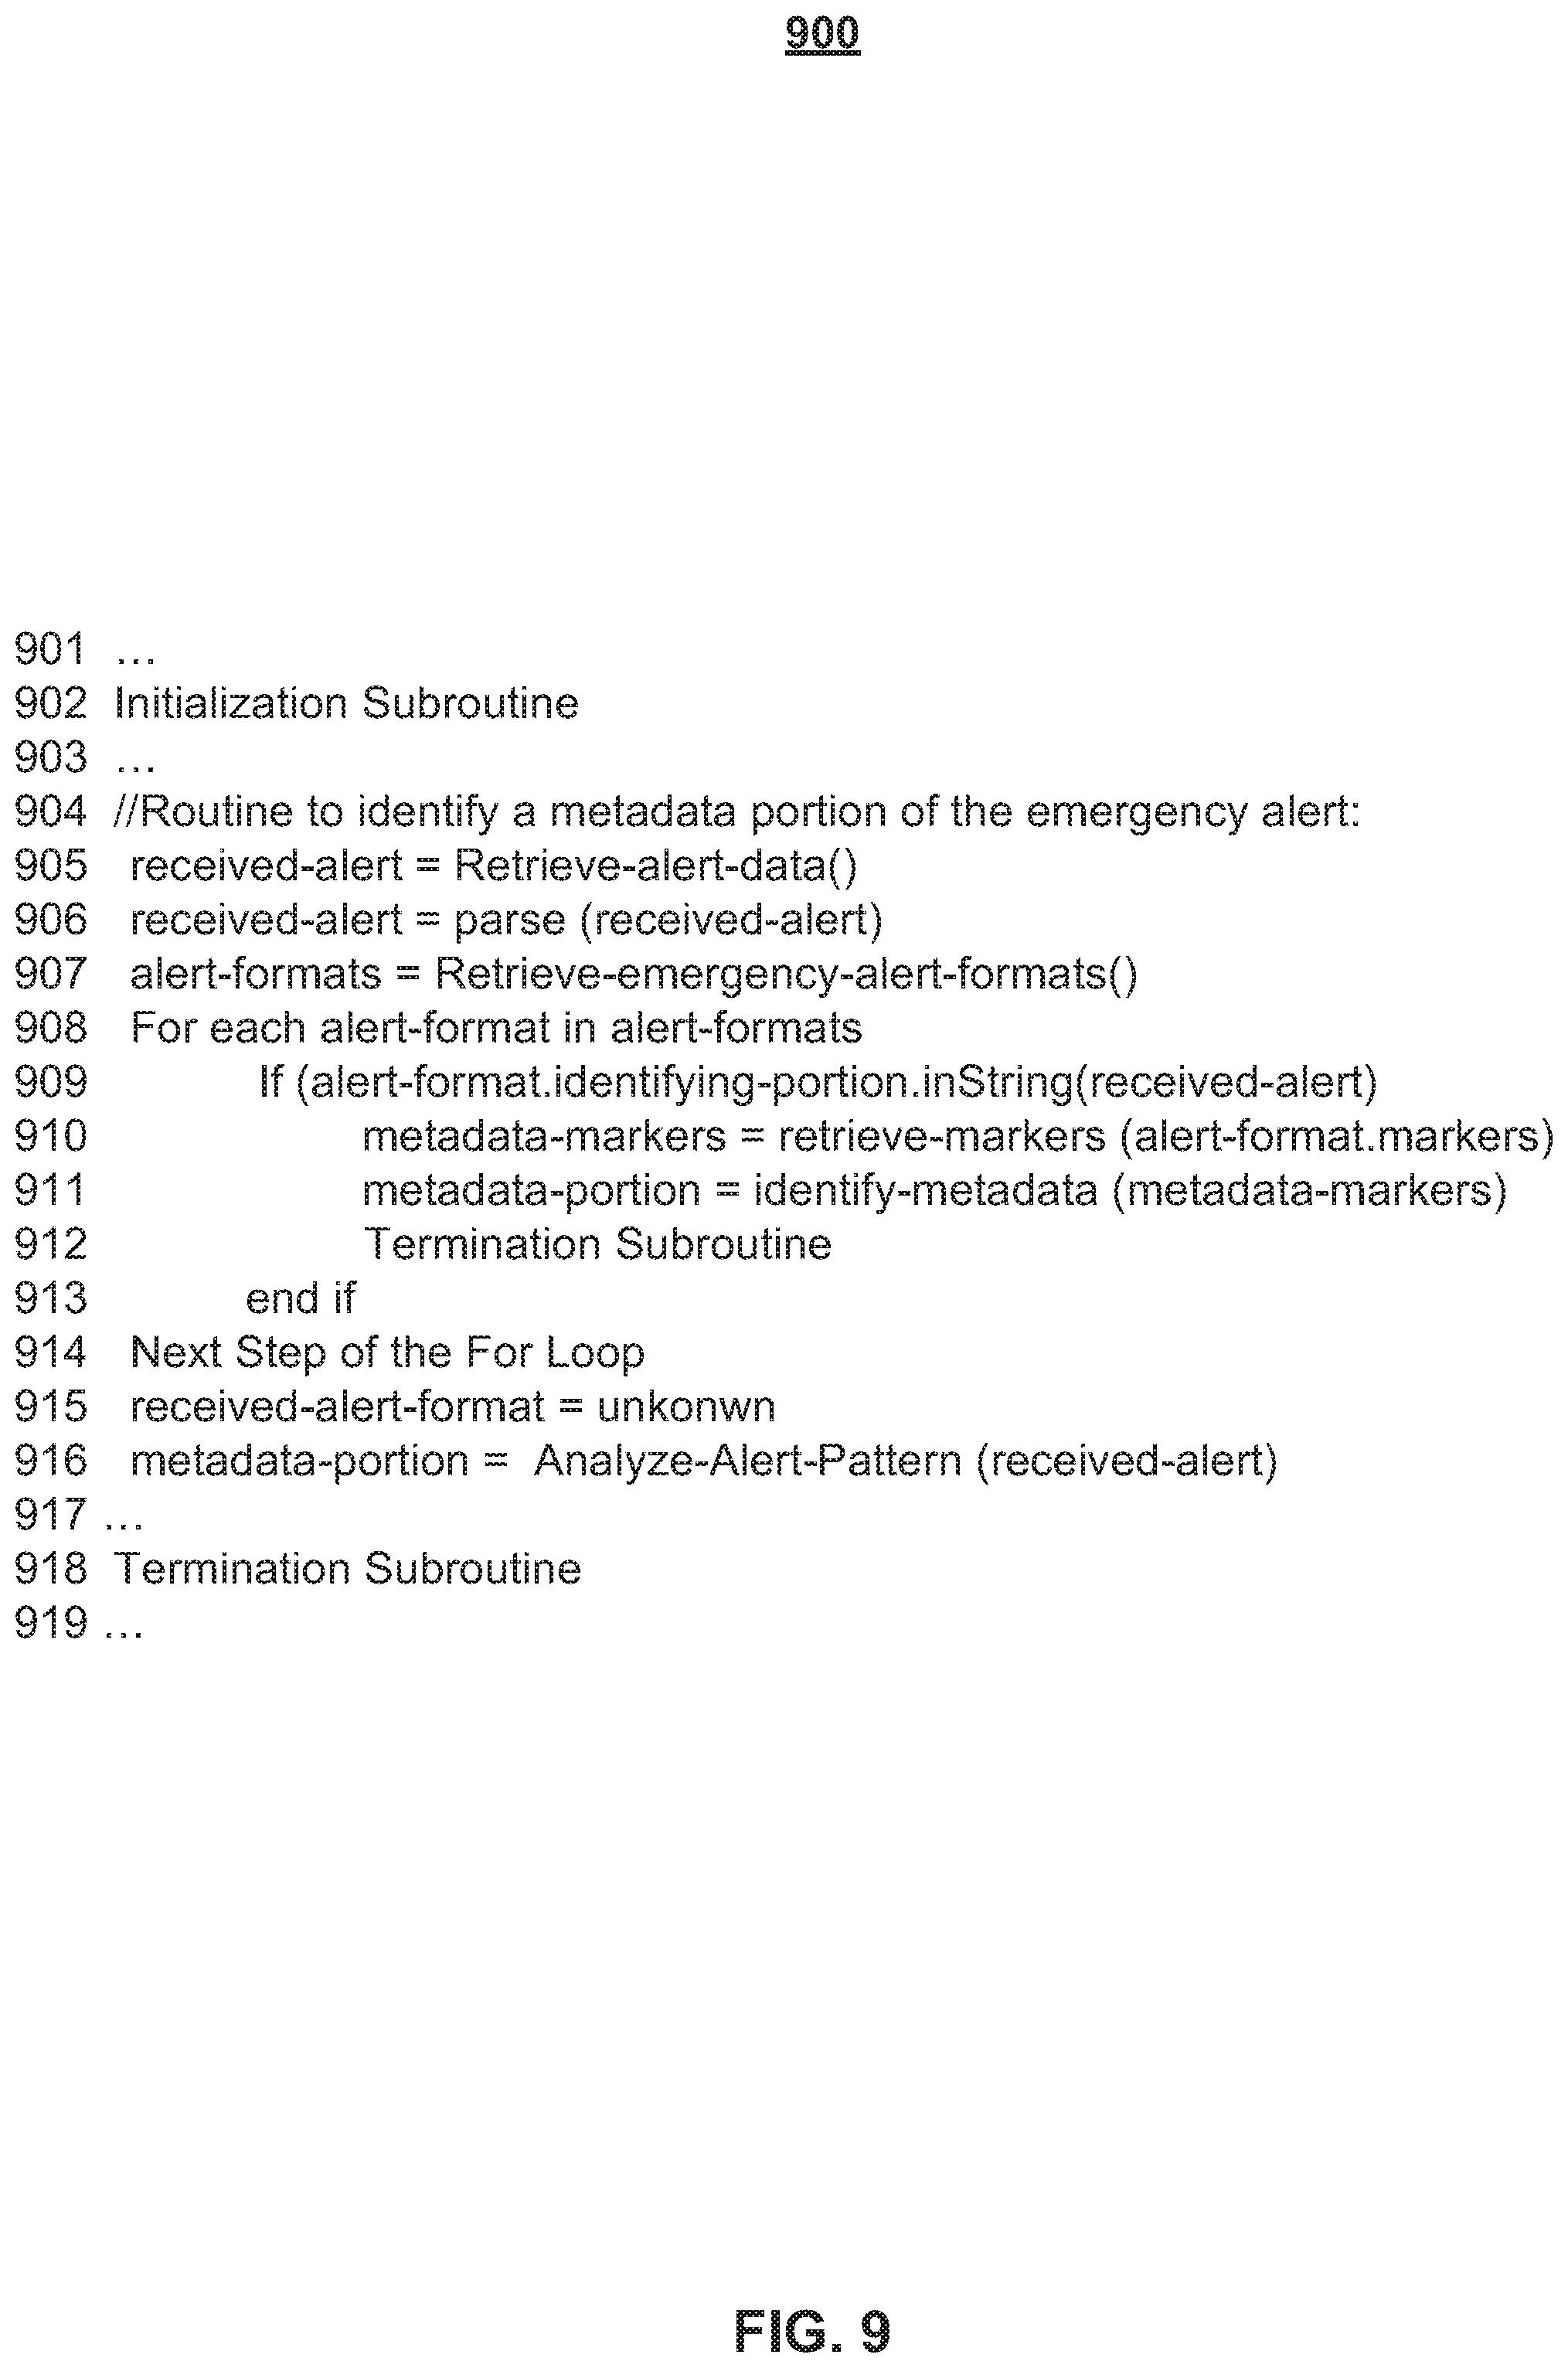 900
901 ...
902 Initialization Subroutine
903 ...
904 //Routine to identify a metadata portion of the emergency alert:
905 received-alert = Retrieve-alert-data()
906 received-alert = parse (received-alert)
907 alert-formats = Retrieve-emergency-alert-formats()
908 For each alert-format in alert-formats
909 If (alert-format.identifying-portion.inString(received-alert)
910 metadata-markers = retrieve-markers (alert-format.markers)
911 metadata-portion = identify-metadata (metadata-markers)
912 Termination Subroutine
913 end if
914 Next Step of the For Loop
915 received-alert-format = unkonwn
916 metadata-portion = Analyze-Alert-Pattern (received-alert)
917 ...
918 Termination Subroutine
919 ...
FIG. 9